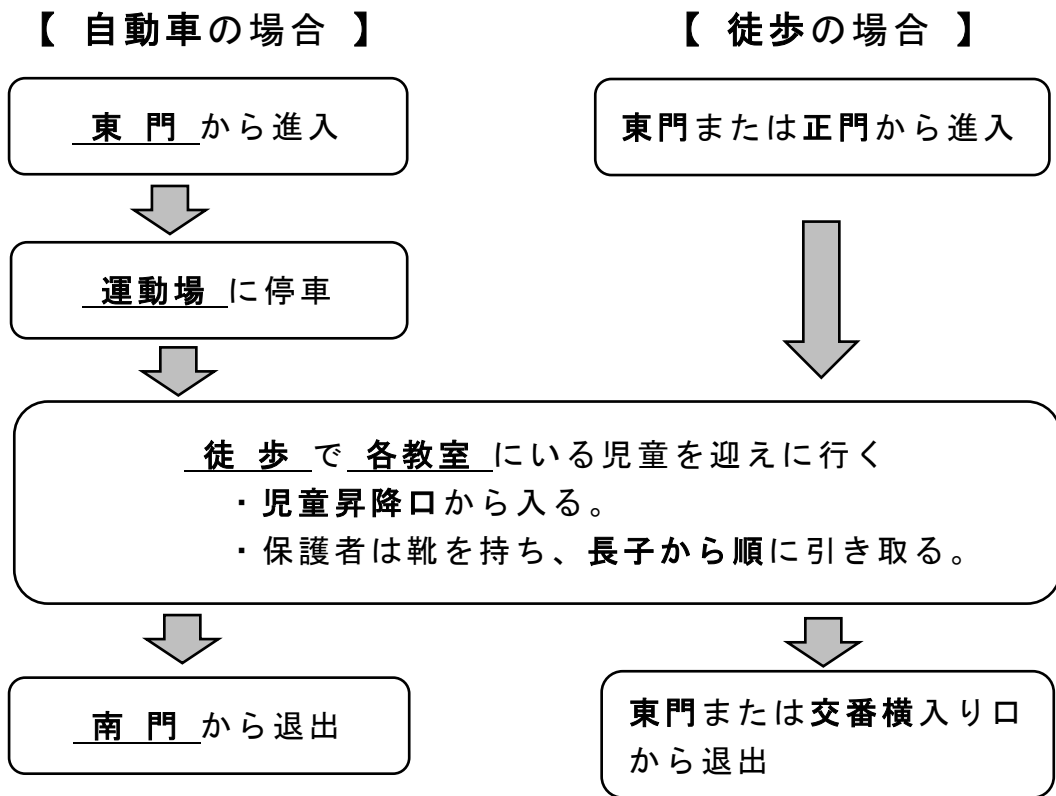 【 自動車の場合 】
【 徒歩の場合 】
東 門 から進入
東門または正門から進入
運動場 に停車
徒 歩 で 各教室 にいる児童を迎えに行く
・児童昇降口から入る。
・保護者は靴を持ち、長子から順に引き取る。
南 門 から退出
東門または交番横入り口
から退出